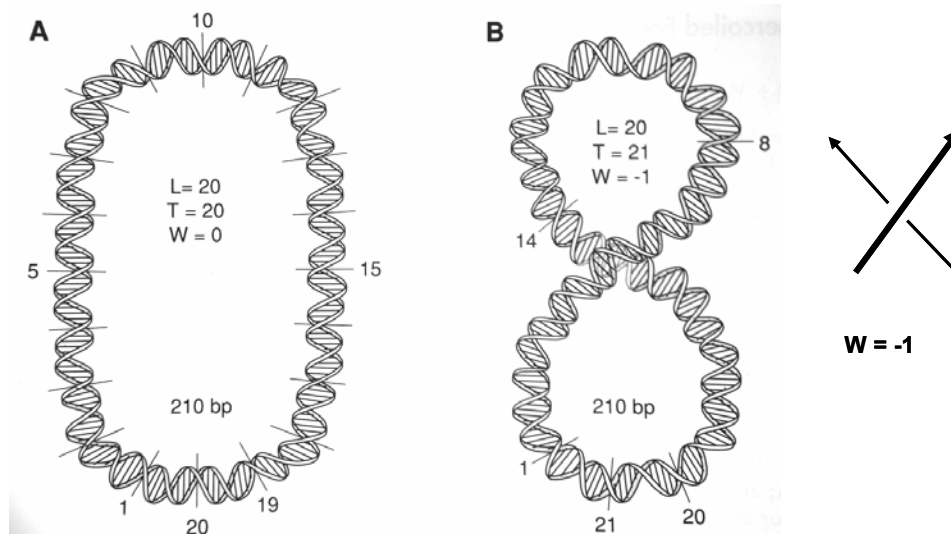 A
10
L= 20
T = 20
W = 0
5
15
210 bp
1
19
20
B
L= 20
T = 21
W = -1
8
14
210 bp
1
20
21
W = -1